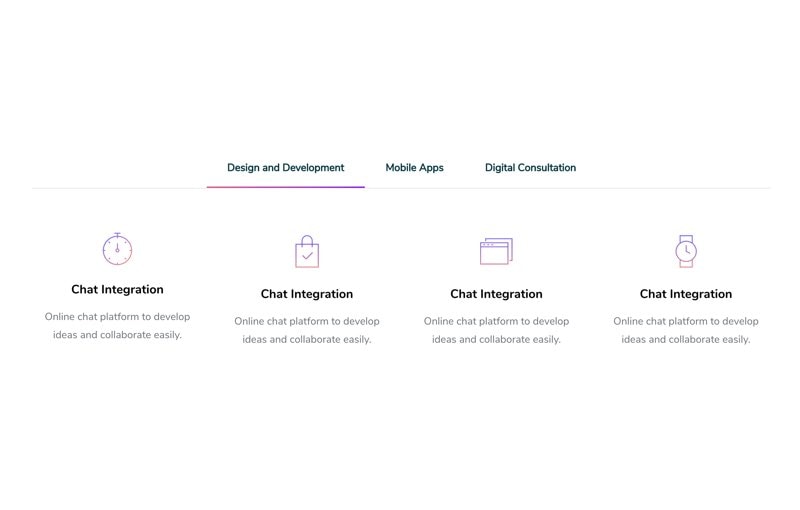 Design and Development
Mobile Apps
Digital Consultation
Chat Integration
Online chat platform to develop
ideas and collaborate easily.
Chat Integration
Online chat platform to develop
ideas and collaborate easily.
Chat Integration
Online chat platform to develop
ideas and collaborate easily.
Chat Integration
Online chat platform to develop
ideas and collaborate easily.